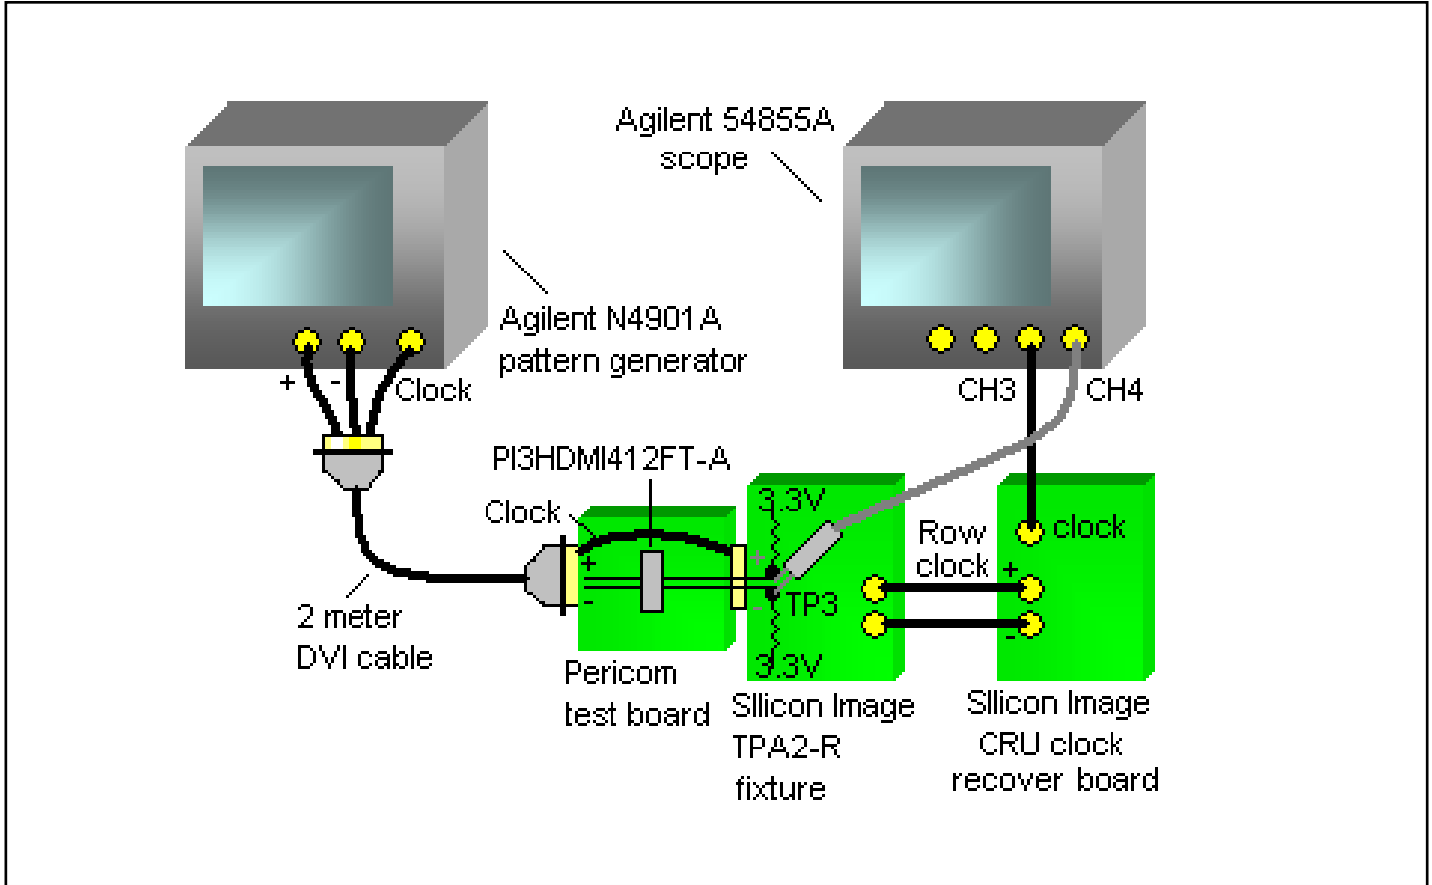 Agilent 54855A
scope
Agilent N4901A
pattern generator
+
-
Clock
CH3
CH4
PI3HDMI412FT-A
Clock
+
-
2 meter
DVI cable
Pericom
test board
3.3V
+
-
TP3
3.3V
SIlicon Image
TPA2-R
fixture
Row
clock
clock
+
-
SIlicon Image
CRU clock
recover board